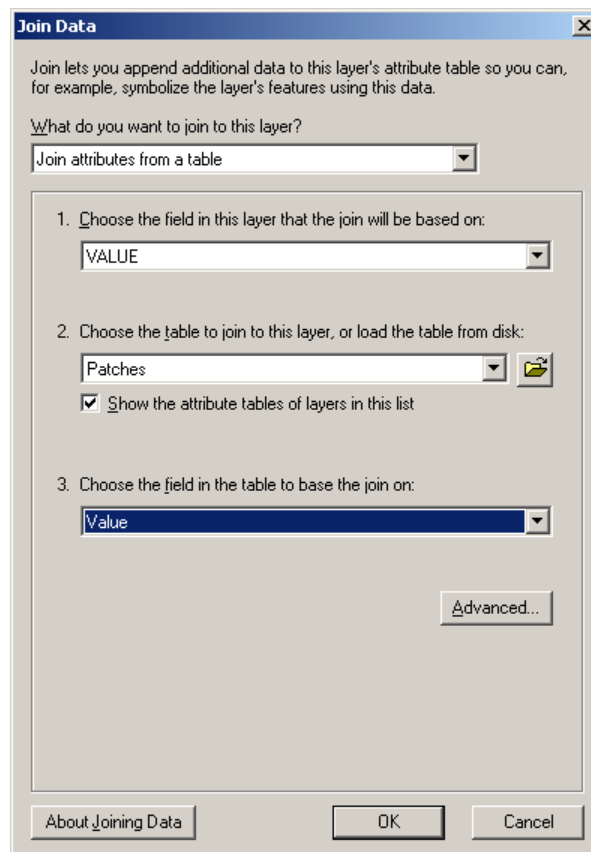 Join Data
Join lets you append additional data to this layer's attribute table so you can,
for example, symbolize the layer's features using this data.
What do you want to join to this layer?
Join attributes from a table
1. Choose the field in this layer that the join will be based on:
VALUE
2. Choose the table to join to this layer, or load the table from disk:
Patches
Show the attribute tables of layers in this list
3. Choose the field in the table to base the join on:
Value
Advanced...
About Joining Data
OK
Cancel